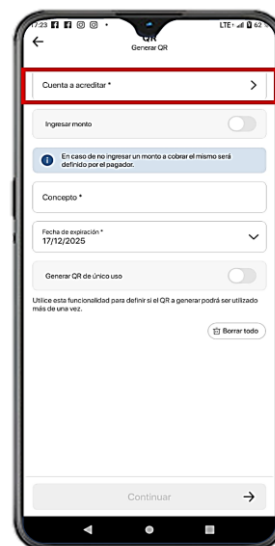 7:23
LTE+ 62
QR
Generar QR
Cuenta a acreditar *
Ingresar monto
En caso de no ingresar un monto a cobrar el mismo será
definido por el pagador.
Concepto *
Fecha de expiración *
17/12/2025
Generar QR de único uso
Utilice esta funcionalidad para definir si el QR a generar podrá ser utilizado
más de una vez.
Borrar todo
Continuar